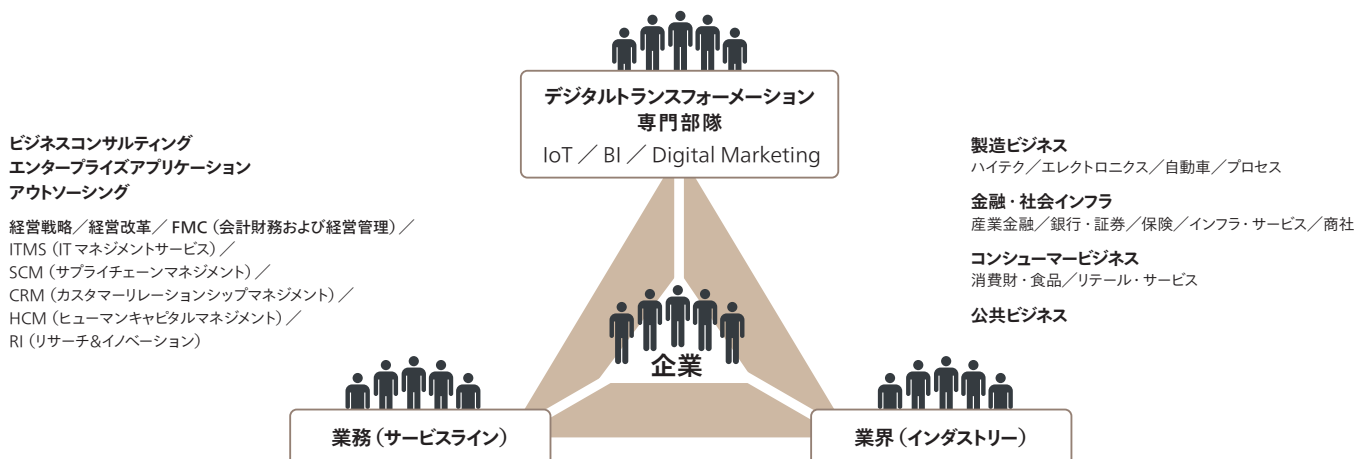 デジタルトランスフォーメーション
専門部隊
IoT ／ BI ／ Digital Marketing
ビジネスコンサルティング
エンタープライズアプリケーション
アウトソーシング
経営戦略／経営改革／FMC（会計財務および経営管理）／
ITMS（IT マネジメントサービス）／
SCM（サプライチェーンマネジメント）／
CRM（カスタマーリレーションシップマネジメント）／
HCM（ヒューマンキャピタルマネジメント）／
RI（リサーチ&イノベーション）
製造ビジネス
ハイテク／エレクトロニクス／自動車／プロセス
金融・社会インフラ
産業金融／銀行・証券／保険／インフラ・サービス／商社
コンシューマービジネス
消費財・食品／リテール・サービス
公共ビジネス
企業
業務（サービスライン）
業界（インダストリー）